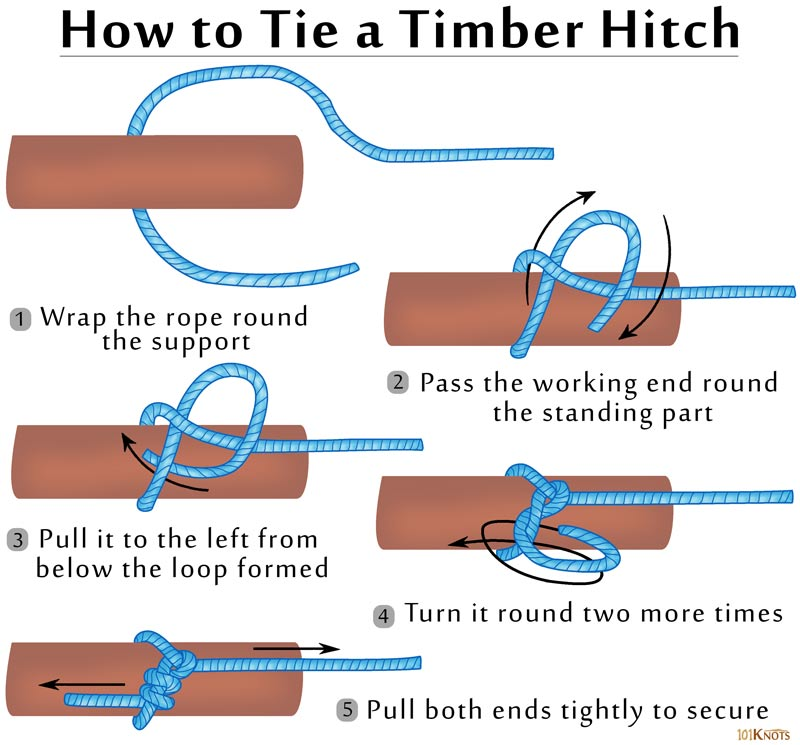 How to Tie a Timber Hitch
1 Wrap the rope round
the support
2 Pass the working end round
the standing part
3 Pull it to the left from
below the loop formed
4 Turn it round two more times
5 Pull both ends tightly to secure
101KNOTS